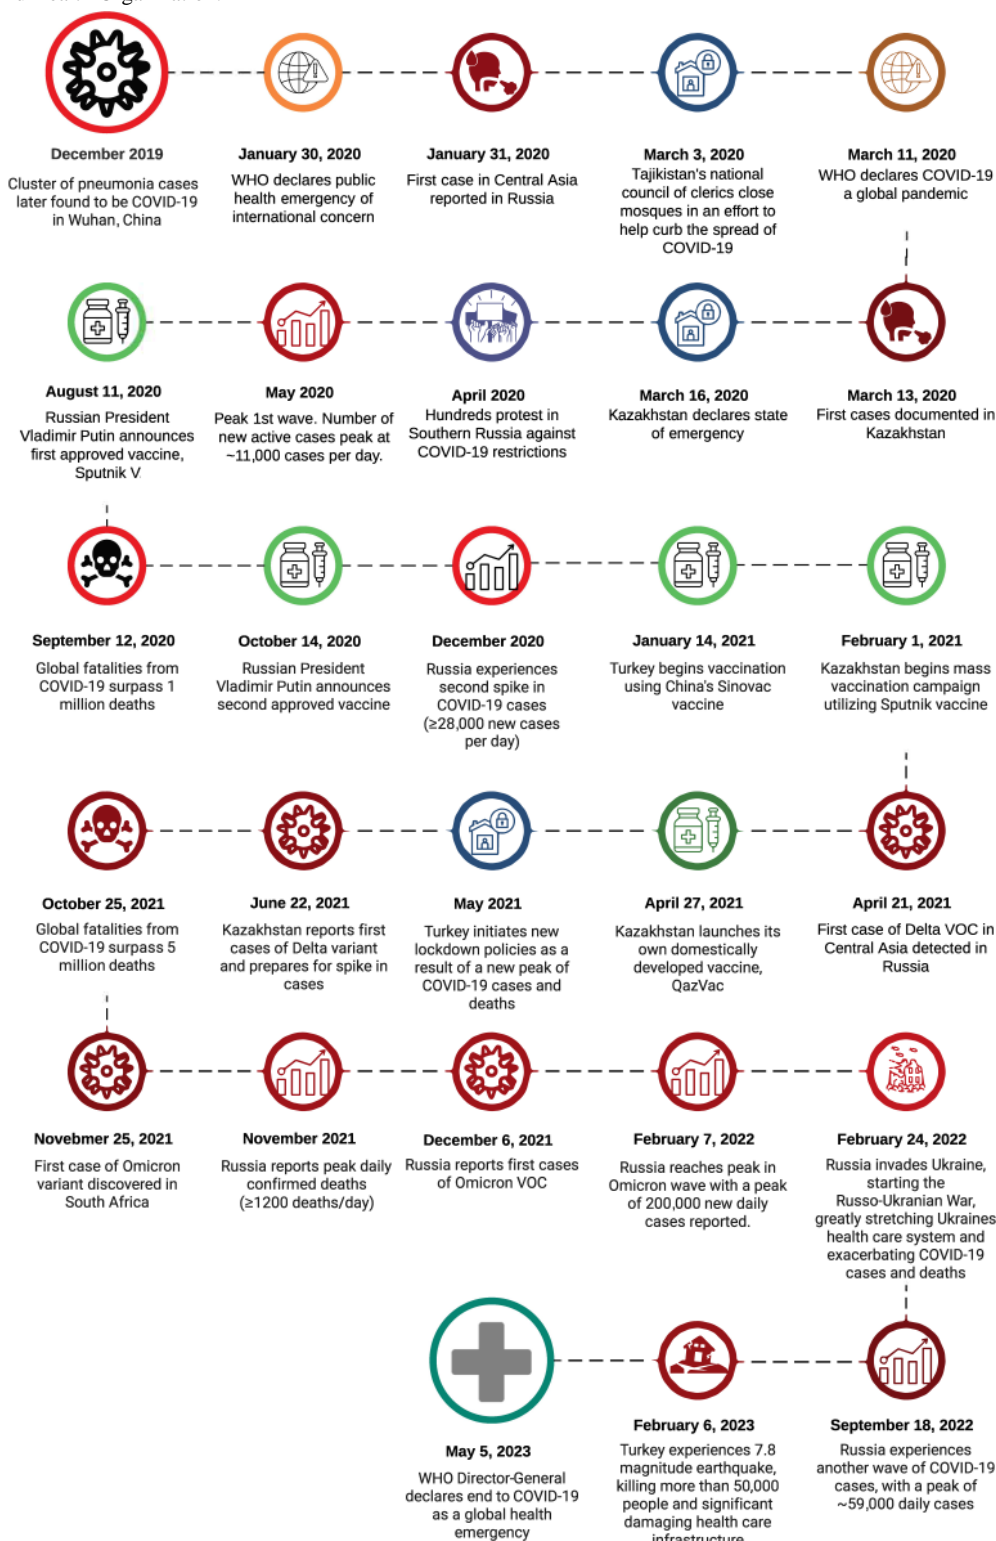 December 2019
Cluster of pneumonia cases
later found to be COVID-19
in Wuhan, China
January 30, 2020
WHO declares public
health emergency of
international concern
January 31, 2020
First case in Central Asia
reported in Russia
March 3, 2020
Tajikistan's national
council of clerics close
mosques in an effort to
help curb the spread of
COVID-19
March 11, 2020
WHO declares COVID-19
a global pandemic
March 13, 2020
First cases documented in
Kazakhstan
March 16, 2020
Kazakhstan declares state
of emergency
April 2020
Hundreds protest in
Southern Russia against
COVID-19 restrictions
May 2020
Peak 1st wave. Number of
new active cases peak at
~11,000 cases per day.
August 11, 2020
Russian President
Vladimir Putin announces
first approved vaccine,
Sputnik V
September 12, 2020
Global fatalities from
COVID-19 surpass 1
million deaths
October 14, 2020
Russian President
Vladimir Putin announces
second approved vaccine
December 2020
Russia experiences
second spike in
COVID-19 cases
(≥28,000 new cases
per day)
January 14, 2021
Turkey begins vaccination
using China's Sinovac
vaccine
February 1, 2021
Kazakhstan begins mass
vaccination campaign
utilizing Sputnik vaccine
April 21, 2021
First case of Delta VOC in
Central Asia detected in
Russia
April 27, 2021
Kazakhstan launches its
own domestically
developed vaccine,
QazVac
May 2021
Turkey initiates new
lockdown policies as a
result of a new peak of
COVID-19 cases and
deaths
June 22, 2021
Kazakhstan reports first
cases of Delta variant
and prepares for spike in
cases
October 25, 2021
Global fatalities from
COVID-19 surpass 5
million deaths
Novebmer 25, 2021
First case of Omicron
variant discovered in
South Africa
November 2021
Russia reports peak daily
confirmed deaths
(≥1200 deaths/day)
December 6, 2021
Russia reports first cases
of Omicron VOC
February 7, 2022
Russia reaches peak in
Omicron wave with a peak
of 200,000 new daily
cases reported.
February 24, 2022
Russia invades Ukraine,
starting the
Russo-Ukranian War,
greatly stretching Ukraines
health care system and
exacerbating COVID-19
cases and deaths
September 18, 2022
Russia experiences
another wave of COVID-19
cases, with a peak of
~59,000 daily cases
February 6, 2023
Turkey experiences 7.8
magnitude earthquake,
killing more than 50,000
people and significant
damaging health care
infrastructure
May 5, 2023
WHO Director-General
declares end to COVID-19
as a global health
emergency